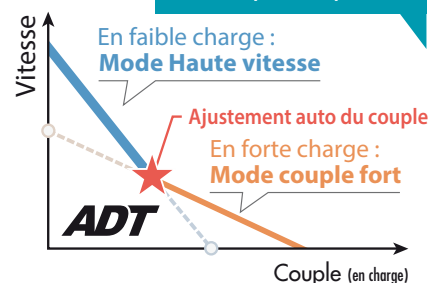 Vitesse
En faible charge :
Mode Haute vitesse
Ajustement auto du couple
En forte charge :
Mode couple fort
ADT
Couple (en charge)